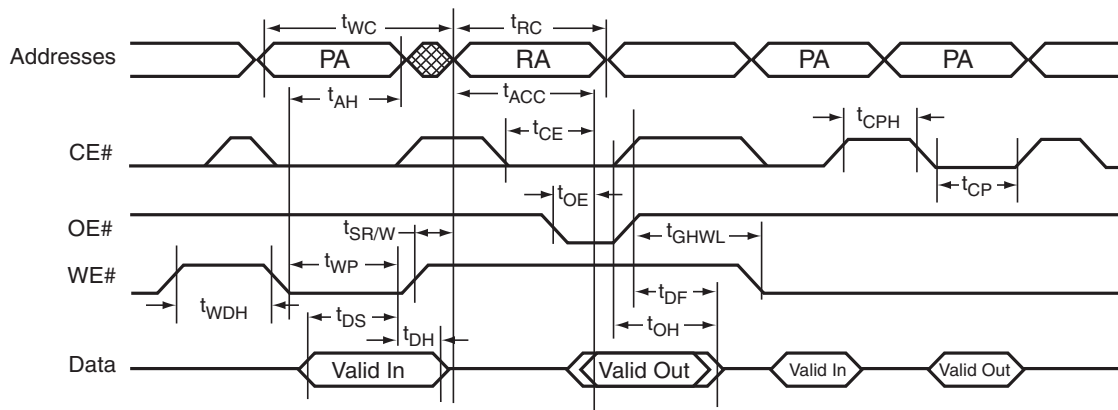 tWC tRC
Addresses PA RA PA PA
tAH tACC
tCE tCPH
CE#
tOE tCP
OE#
tSR/W tGHWL
tWP
WE#
tWDH tDS tDF
tDH tOH
Data Valid In Valid Out Valid In Valid Out